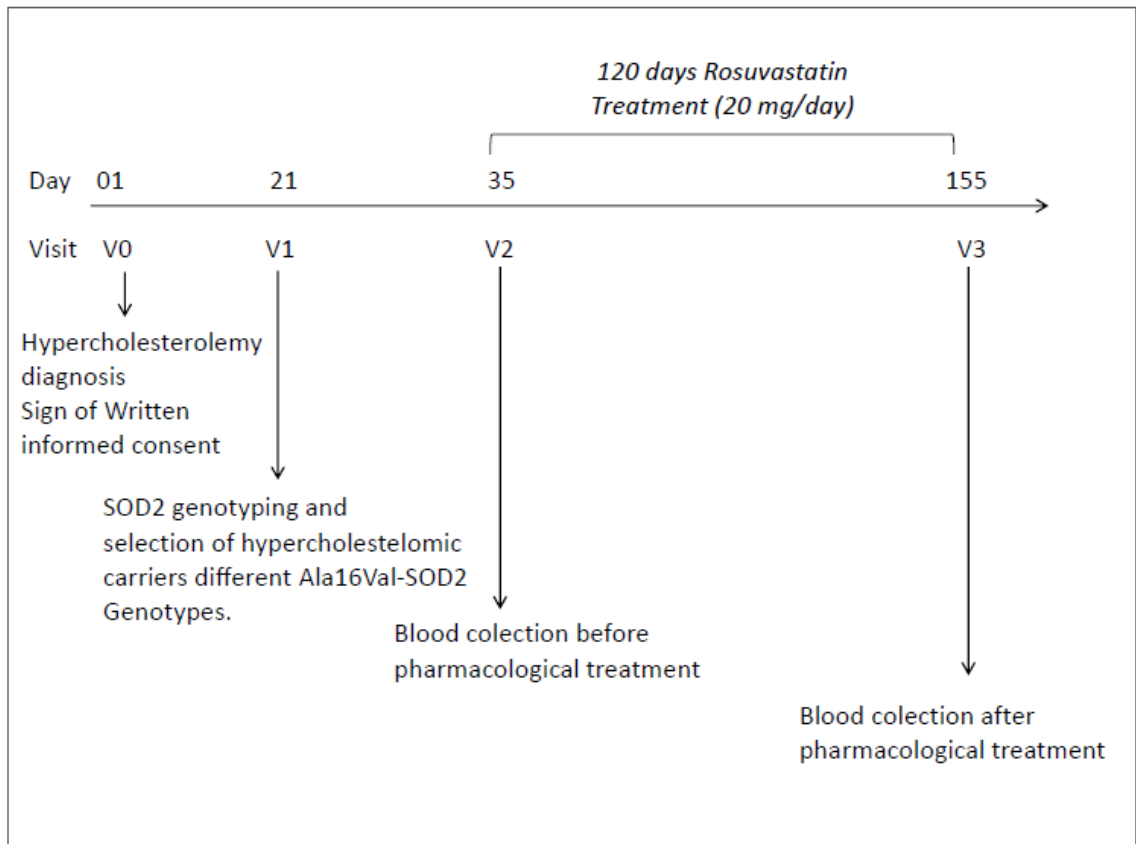 120 days Rosuvastatin
Treatment (20 mg/day)
Day 01 21 35 155
Visit V0 V1 V2 V3
Hypercholesterolemy
diagnosis
Sign of Written
informed consent
SOD2 genotyping and
selection of hypercholestelomic
carriers different Ala16Val-SOD2
Genotypes.
Blood colection before
pharmacological treatment
Blood colection after
pharmacological treatment